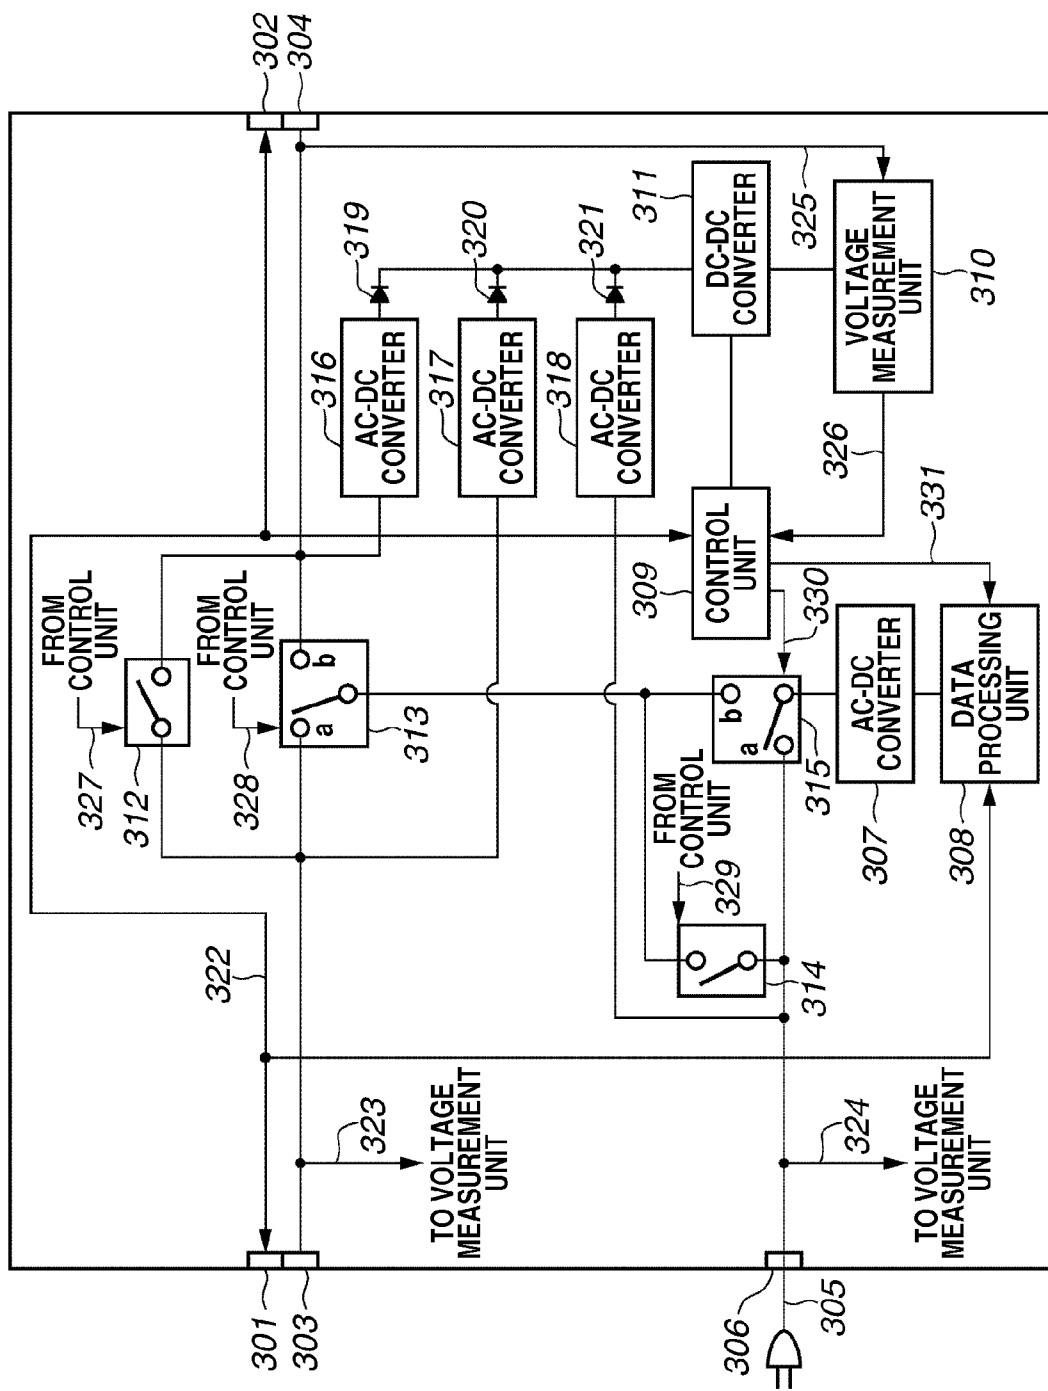 302
304
322
FROM
CONTROL
UNIT
327
312
FROM
CONTROL
UNIT
328
a
b
313
316
AC-DC
CONVERTER
319
317
AC-DC
CONVERTER
320
318
AC-DC
CONVERTER
321
311
DC-DC
CONVERTER
325
VOLTAGE
MEASUREMENT
UNIT
310
326
309
CONTROL
UNIT
330
331
301
303
323
TO VOLTAGE
MEASUREMENT
UNIT
FROM
CONTROL
UNIT
329
314
a
b
315
307
AC-DC
CONVERTER
308
DATA
PROCESSING
UNIT
306
305
324
TO VOLTAGE
MEASUREMENT
UNIT